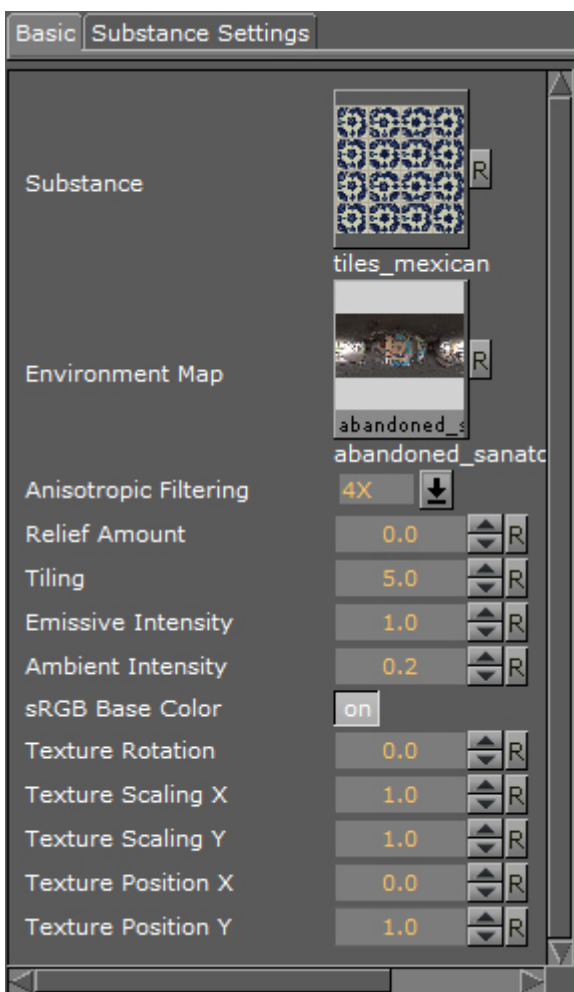 Basic Substance Settings
Substance R
tiles_mexican
Environment Map R
abandoned_s
abandoned_sanato
Anisotropic Filtering 4X
Relief Amount 0.0 R
Tiling 5.0 R
Emissive Intensity 1.0 R
Ambient Intensity 0.2 R
sRGB Base Color on
Texture Rotation 0.0 R
Texture Scaling X 1.0 R
Texture Scaling Y 1.0 R
Texture Position X 0.0 R
Texture Position Y 1.0 R